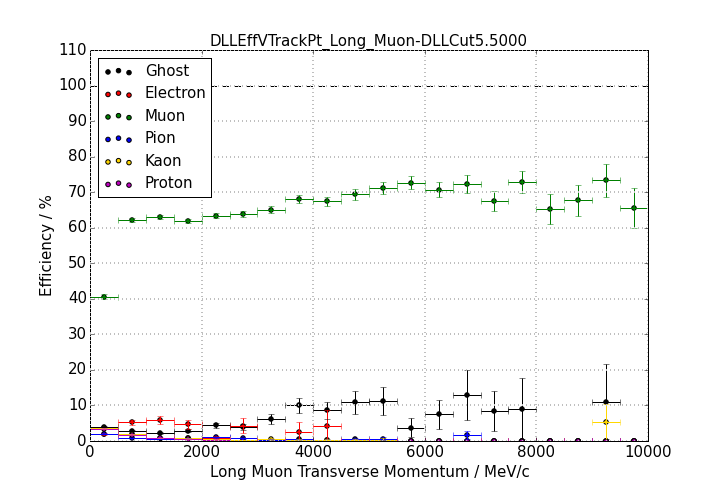 DLLEffVTrackPt_Long_Muon-DLLCut5.5000
110
100
90
80
70
60
50
40
30
20
10
0
Efficiency / %
Ghost
Electron
Muon
Pion
Kaon
Proton
0 2000 4000 6000 8000 10000
Long Muon Transverse Momentum / MeV/c